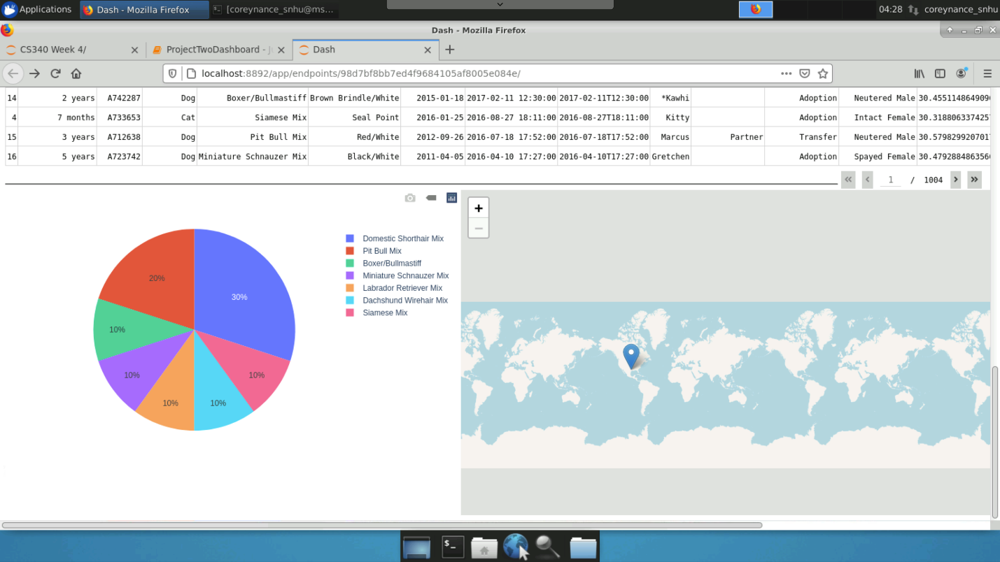 Applications
Dash - Mozilla Firefox
[coreynance_snhu@ms...
04:28
coreynance_snhu
Dash - Mozilla Firefox
CS340 Week 4/
ProjectTwoDashboard - J
Dash
localhost:8892/app/endpoints/98d7bf8bb7ed4f9684105af8005e084e/
14 2 years A742287 Dog Boxer/Bullmastiff Brown Brindle/White 2015-01-18 2017-02-11 12:30:00 2017-02-11T12:30:00 *Kawhi Adoption Neutered Male 30.4551148649090
4 7 months A733653 Cat Siamese Mix Seal Point 2016-01-25 2016-08-27 18:11:00 2016-08-27T18:11:00 Kitty Adoption Intact Female 30.318806337425
15 3 years A712638 Dog Pit Bull Mix Red/White 2012-09-26 2016-07-18 17:52:00 2016-07-18T17:52:00 Marcus Partner Transfer Neutered Male 30.579829920701
16 5 years A723742 Dog Miniature Schnauzer Mix Black/White 2011-04-05 2016-04-10 17:27:00 2016-04-10T17:27:00 Gretchen Adoption Spayed Female 30.479288486356
1 / 1004
Domestic Shorthair Mix
Pit Bull Mix
Boxer/Bullmastiff
Miniature Schnauzer Mix
Labrador Retriever Mix
Dachshund Wirehair Mix
Siamese Mix
20%
30%
10%
10%
10%
10%
10%
+
−
$_